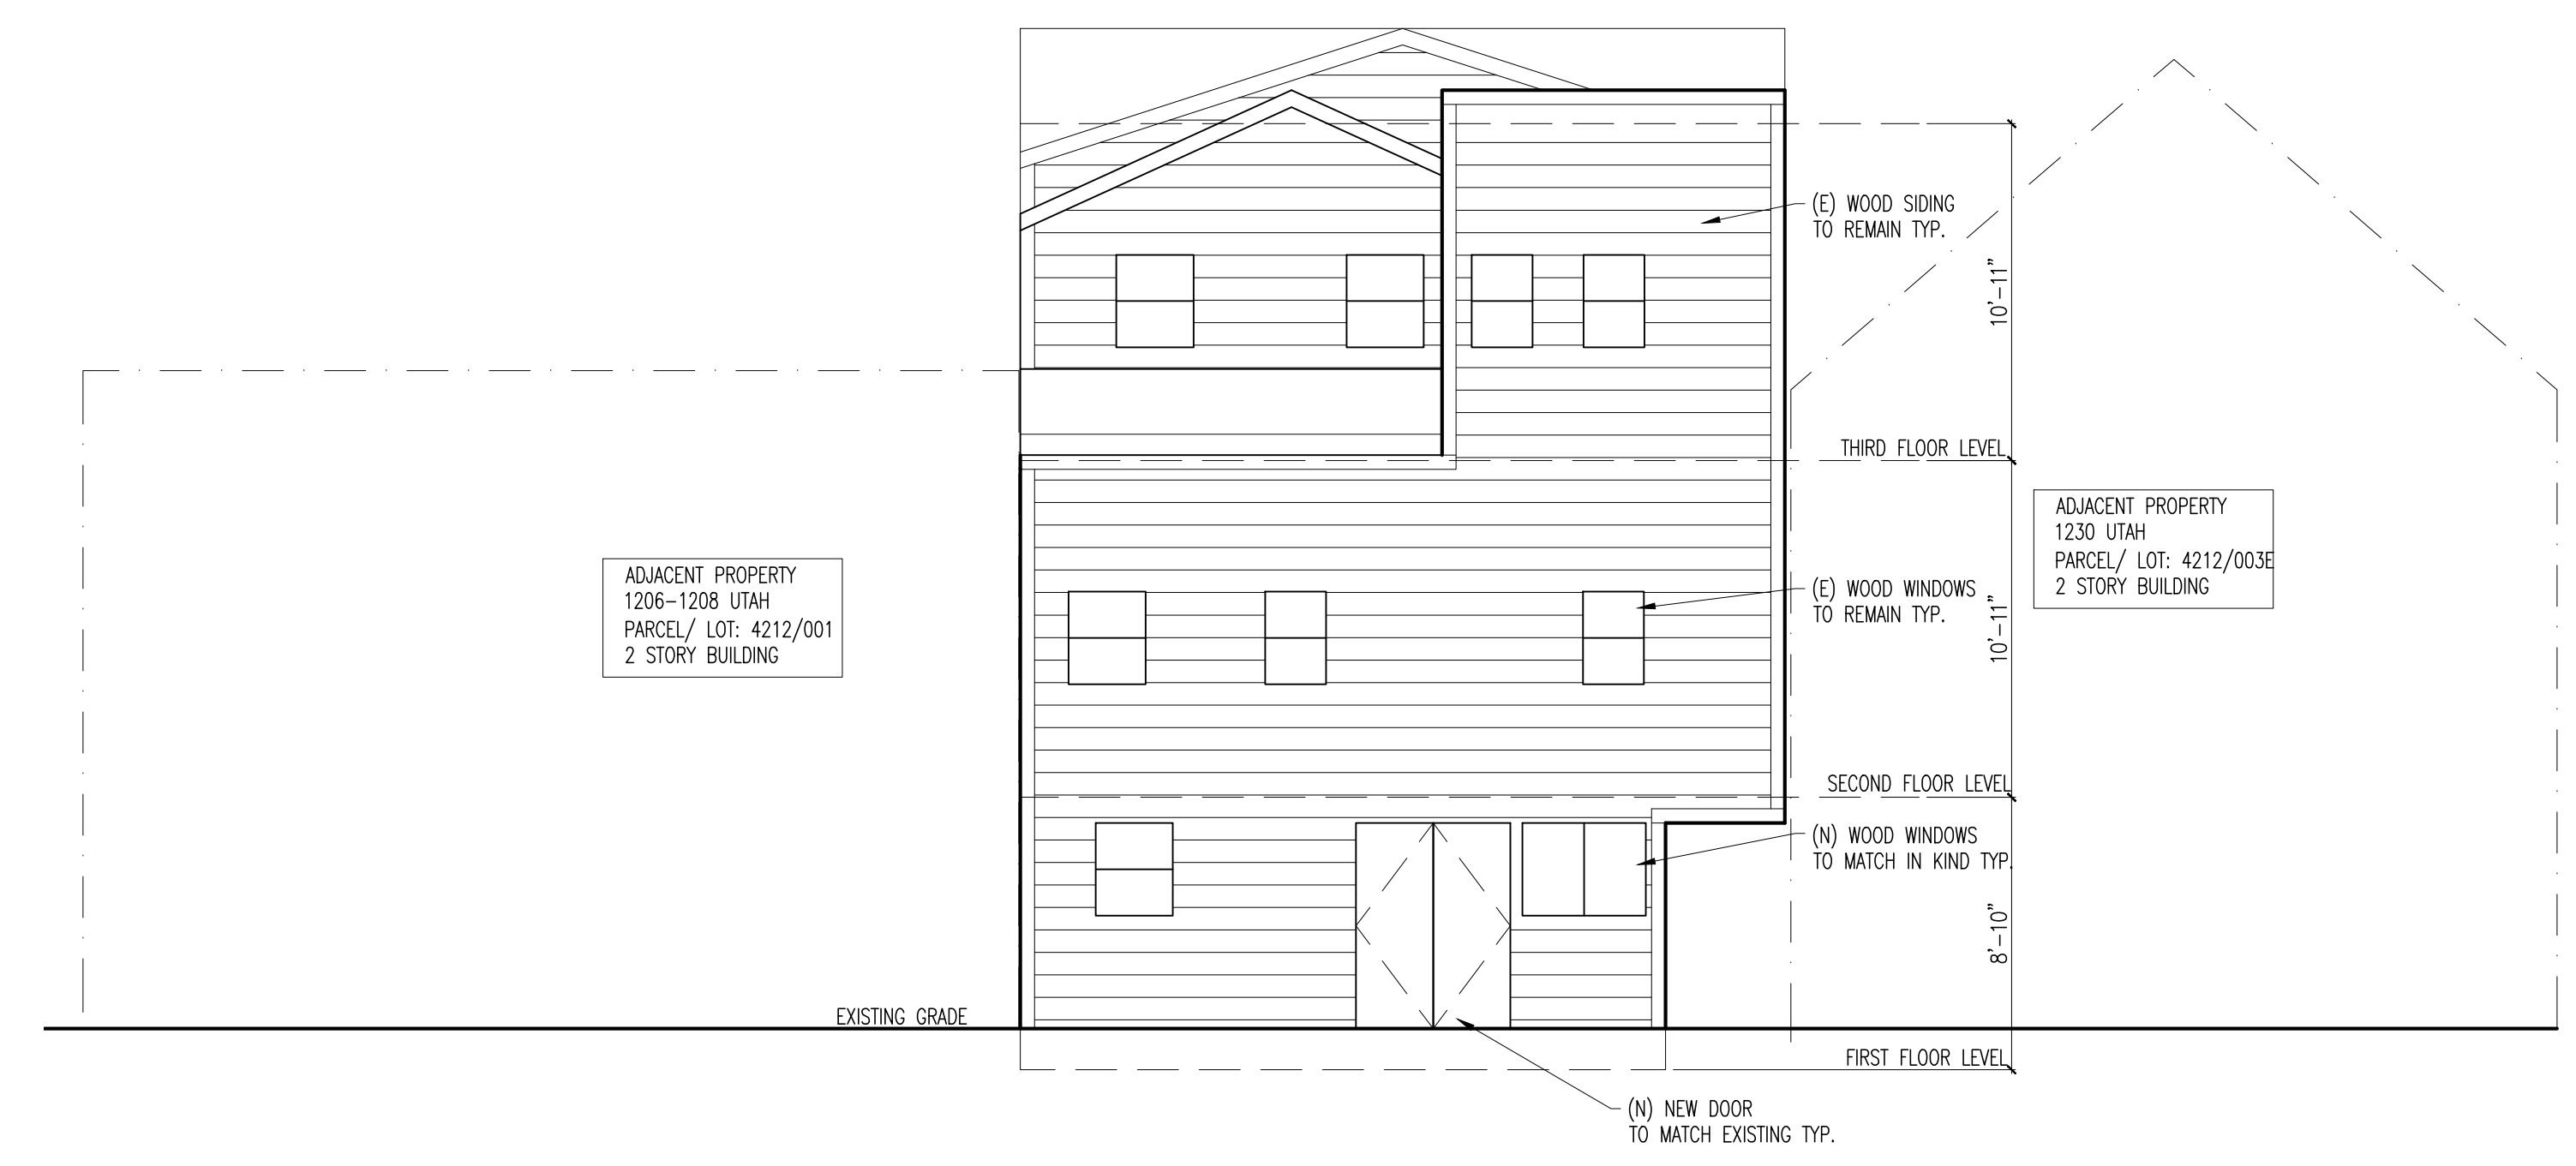 (E) WOOD SIDING
TO REMAIN TYP.
10'-11"
THIRD FLOOR LEVEL
ADJACENT PROPERTY
1230 UTAH
PARCEL/ LOT: 4212/003E
2 STORY BUILDING
ADJACENT PROPERTY
1206-1208 UTAH
PARCEL/ LOT: 4212/001
2 STORY BUILDING
(E) WOOD WINDOWS
TO REMAIN TYP.
10'-11"
SECOND FLOOR LEVEL
(N) WOOD WINDOWS
TO MATCH IN KIND TYP.
8'-10"
EXISTING GRADE
FIRST FLOOR LEVEL
(N) NEW DOOR
TO MATCH EXISTING TYP.